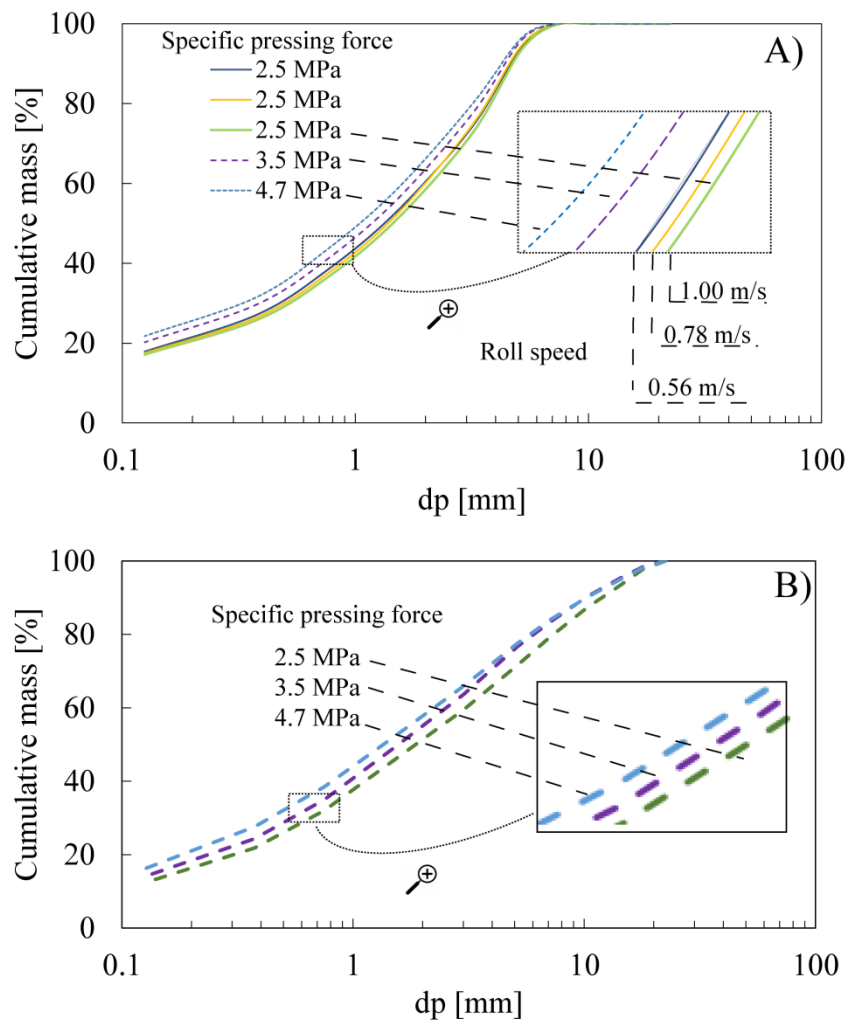 A)
Specific pressing force
2.5 MPa
2.5 MPa
2.5 MPa
3.5 MPa
4.7 MPa
1.00 m/s
0.78 m/s
0.56 m/s
Roll speed
Cumulative mass [%]
100
80
60
40
20
0
0.1
1
10
100
dp [mm]
B)
Specific pressing force
2.5 MPa
3.5 MPa
4.7 MPa
Cumulative mass [%]
100
80
60
40
20
0
0.1
1
10
100
dp [mm]